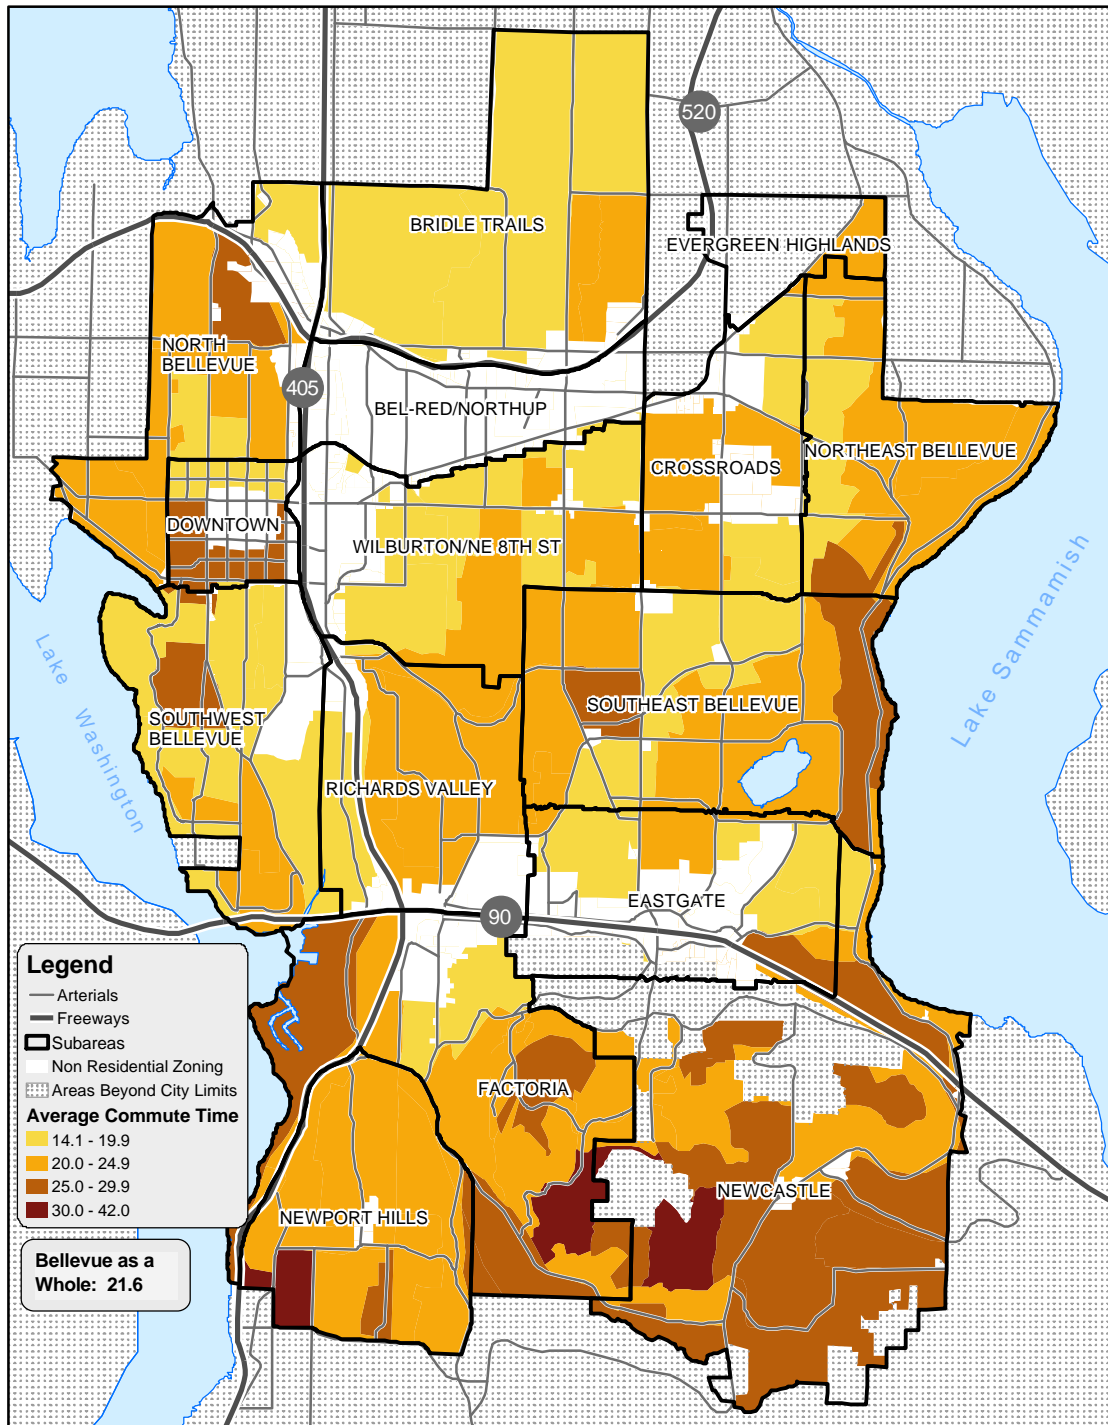 520
BRIDLE TRAILS
EVERGREEN HIGHLANDS
NORTH
BELLEVUE
405
BEL-RED/NORTHUP
CROSSROADS
NORTHEAST BELLEVUE
DOWNTOWN
WILBURTON/NE 8TH ST
Lake Sammamish
Lake
Washington
SOUTHWEST
BELLEVUE
SOUTHEAST BELLEVUE
RICHARDS VALLEY
EASTGATE
90
Legend
Arterials
Freeways
Subareas
Non Residential Zoning
Areas Beyond City Limits
Average Commute Time
14.1 - 19.9
20.0 - 24.9
25.0 - 29.9
30.0 - 42.0
FACTORIA
NEWCASTLE
NEWPORT HILLS
Bellevue as a
Whole: 21.6